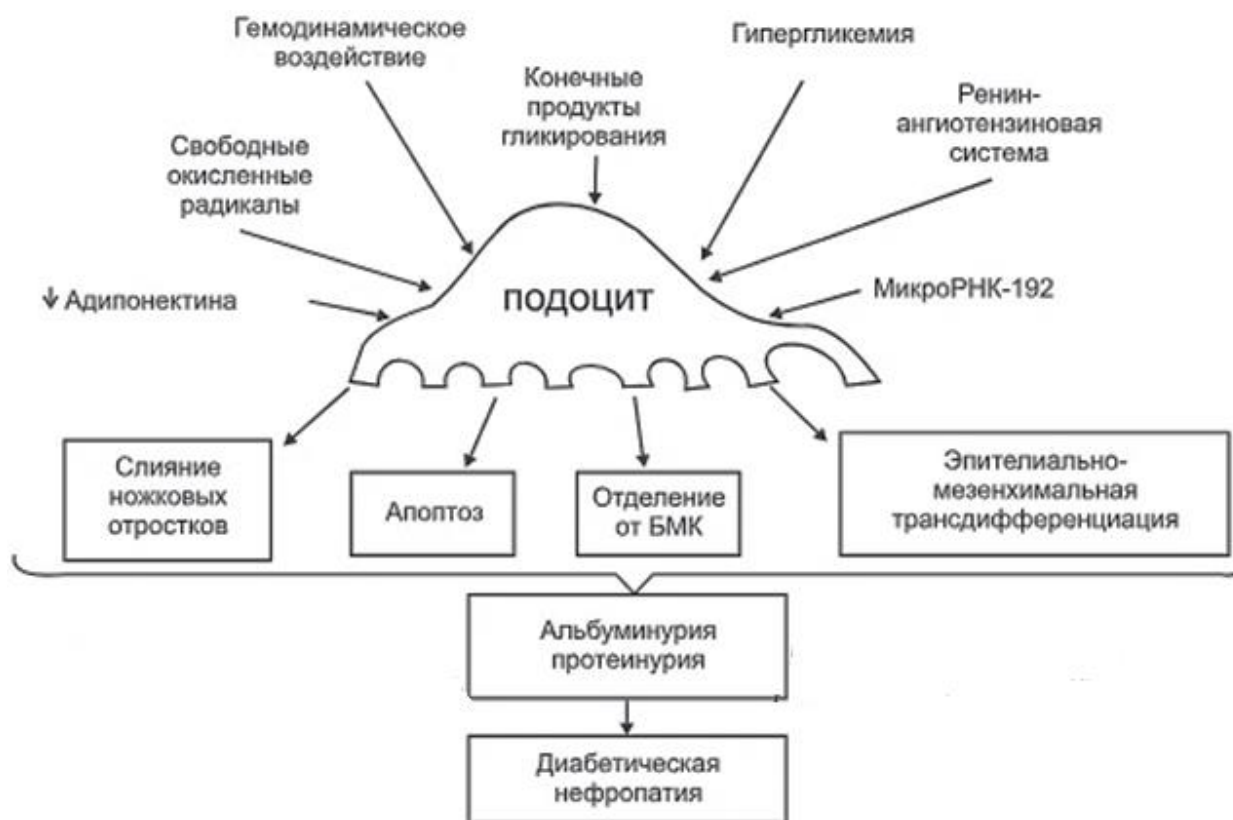 Гемодинамическое
воздействие
Конечные
продукты
гликирования
Гипергликемия
Ренин-
ангиотензиновая
система
Свободные
окисленные
радикалы
↓ Адипонектина
ПОДОЦИТ
МикроРНК-192
Слияние
ножковых
отростков
Апоптоз
Отделение
от БМК
Эпителиально-
мезенхимальная
трансдифференциация
Альбуминурия
протеинурия
Диабетическая
нефропатия